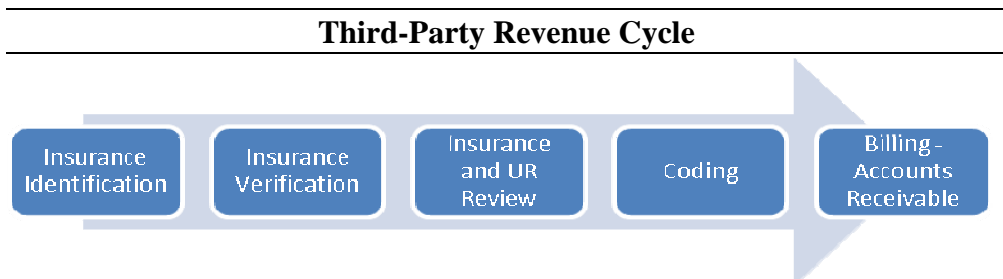 Third-Party Revenue Cycle
Insurance
Identification
Insurance
Verification
Insurance
and UR
Review
Coding
Billing -
Accounts
Receivable